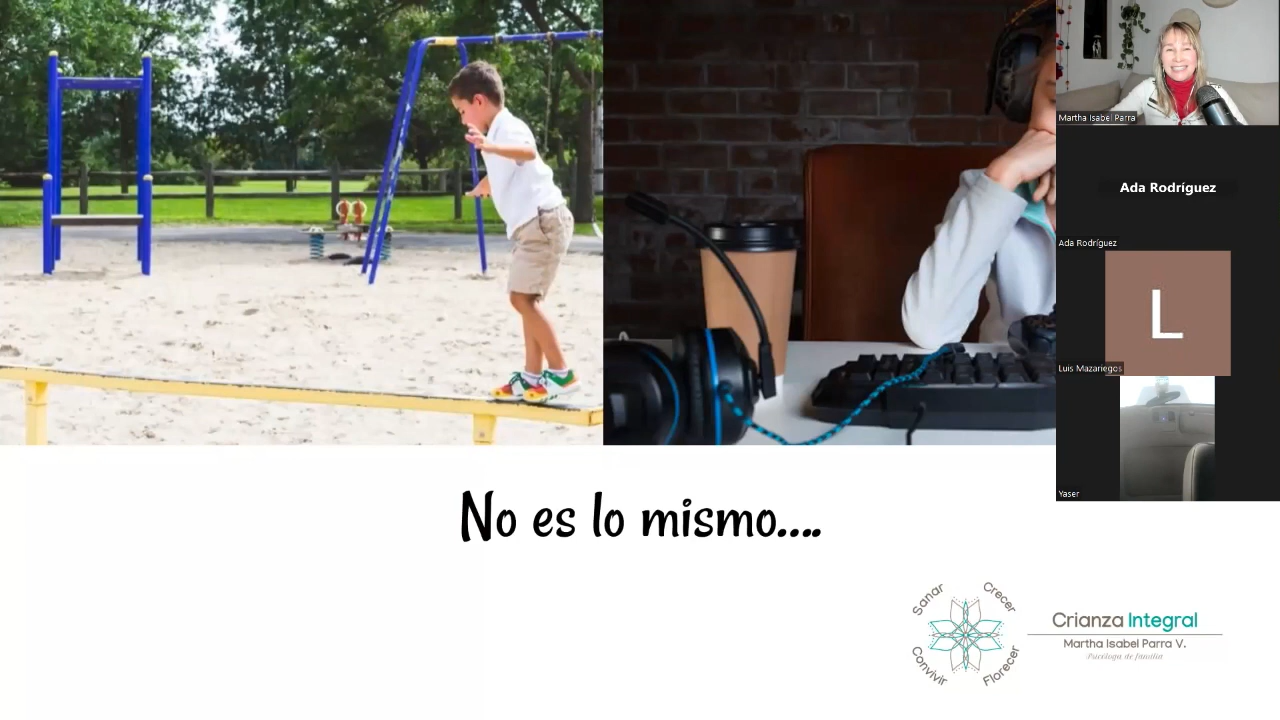 Martha Isabel Parra
Ada Rodríguez
Ada Rodríguez
L
Luis Mazariegos
Yaser
No es lo mismo....
Sanar
Crecer
Convivir
Florecer
Crianza Integral
Martha Isabel Parra V.
Psicóloga de familia